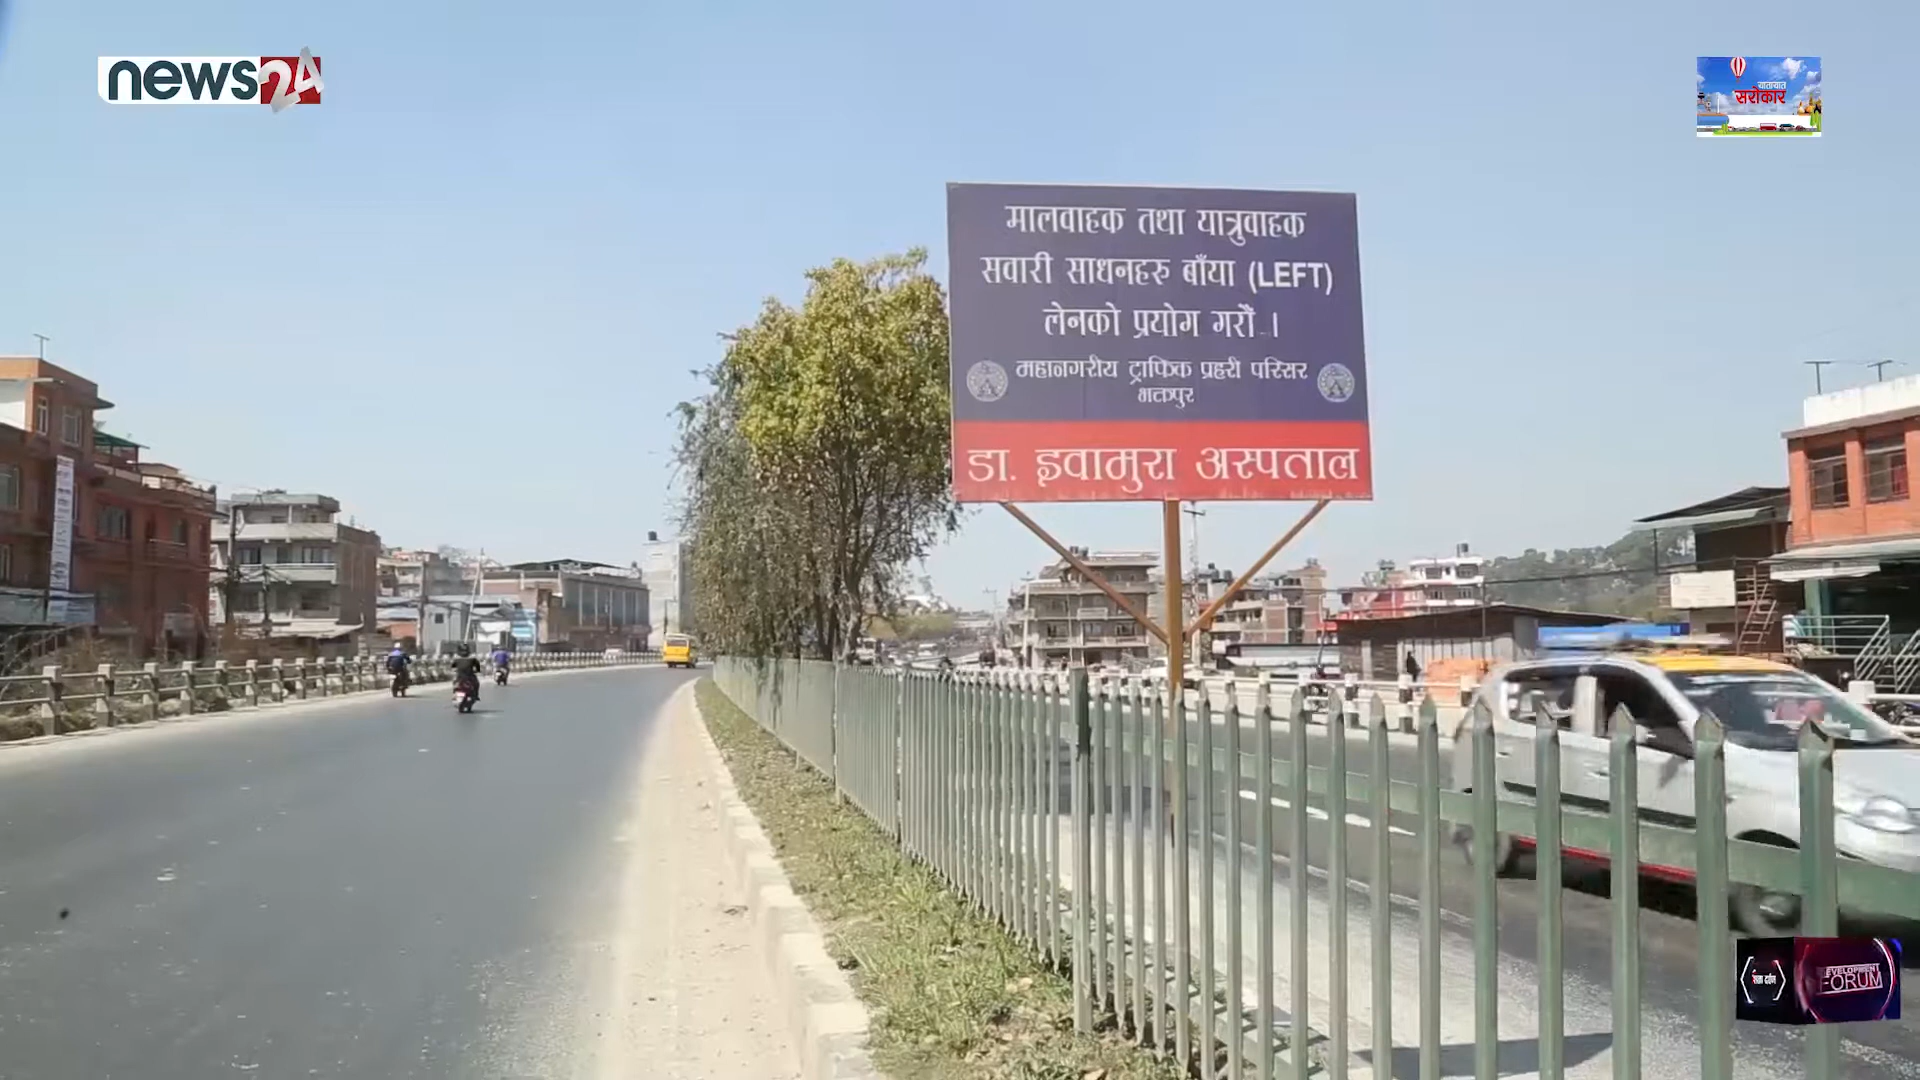 news24
यातायात
सरोकार
मालवाहक तथा यात्रुवाहक
सवारी साधनहरु बाँया (LEFT)
लेनको प्रयोग गरौं ।
महानगरीय ट्राफिक प्रहरी परिसर
भक्तपुर
डा. इवामुरा अस्पताल
DEVELOPMENT
FORUM